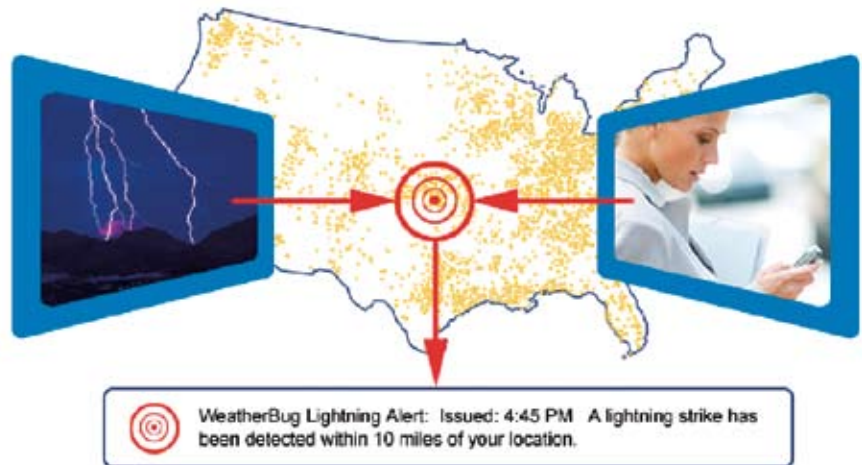 WeatherBug Lightning Alert: Issued: 4:45 PM A lightning strike has
been detected within 10 miles of your location.